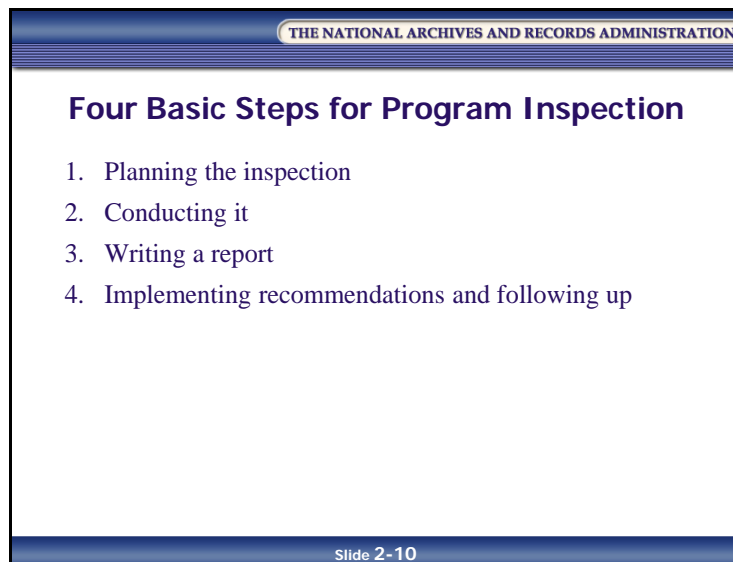 THE NATIONAL ARCHIVES AND RECORDS ADMINISTRATION
Four Basic Steps for Program Inspection
1. Planning the inspection
2. Conducting it
3. Writing a report
4. Implementing recommendations and following up
Slide 2-10